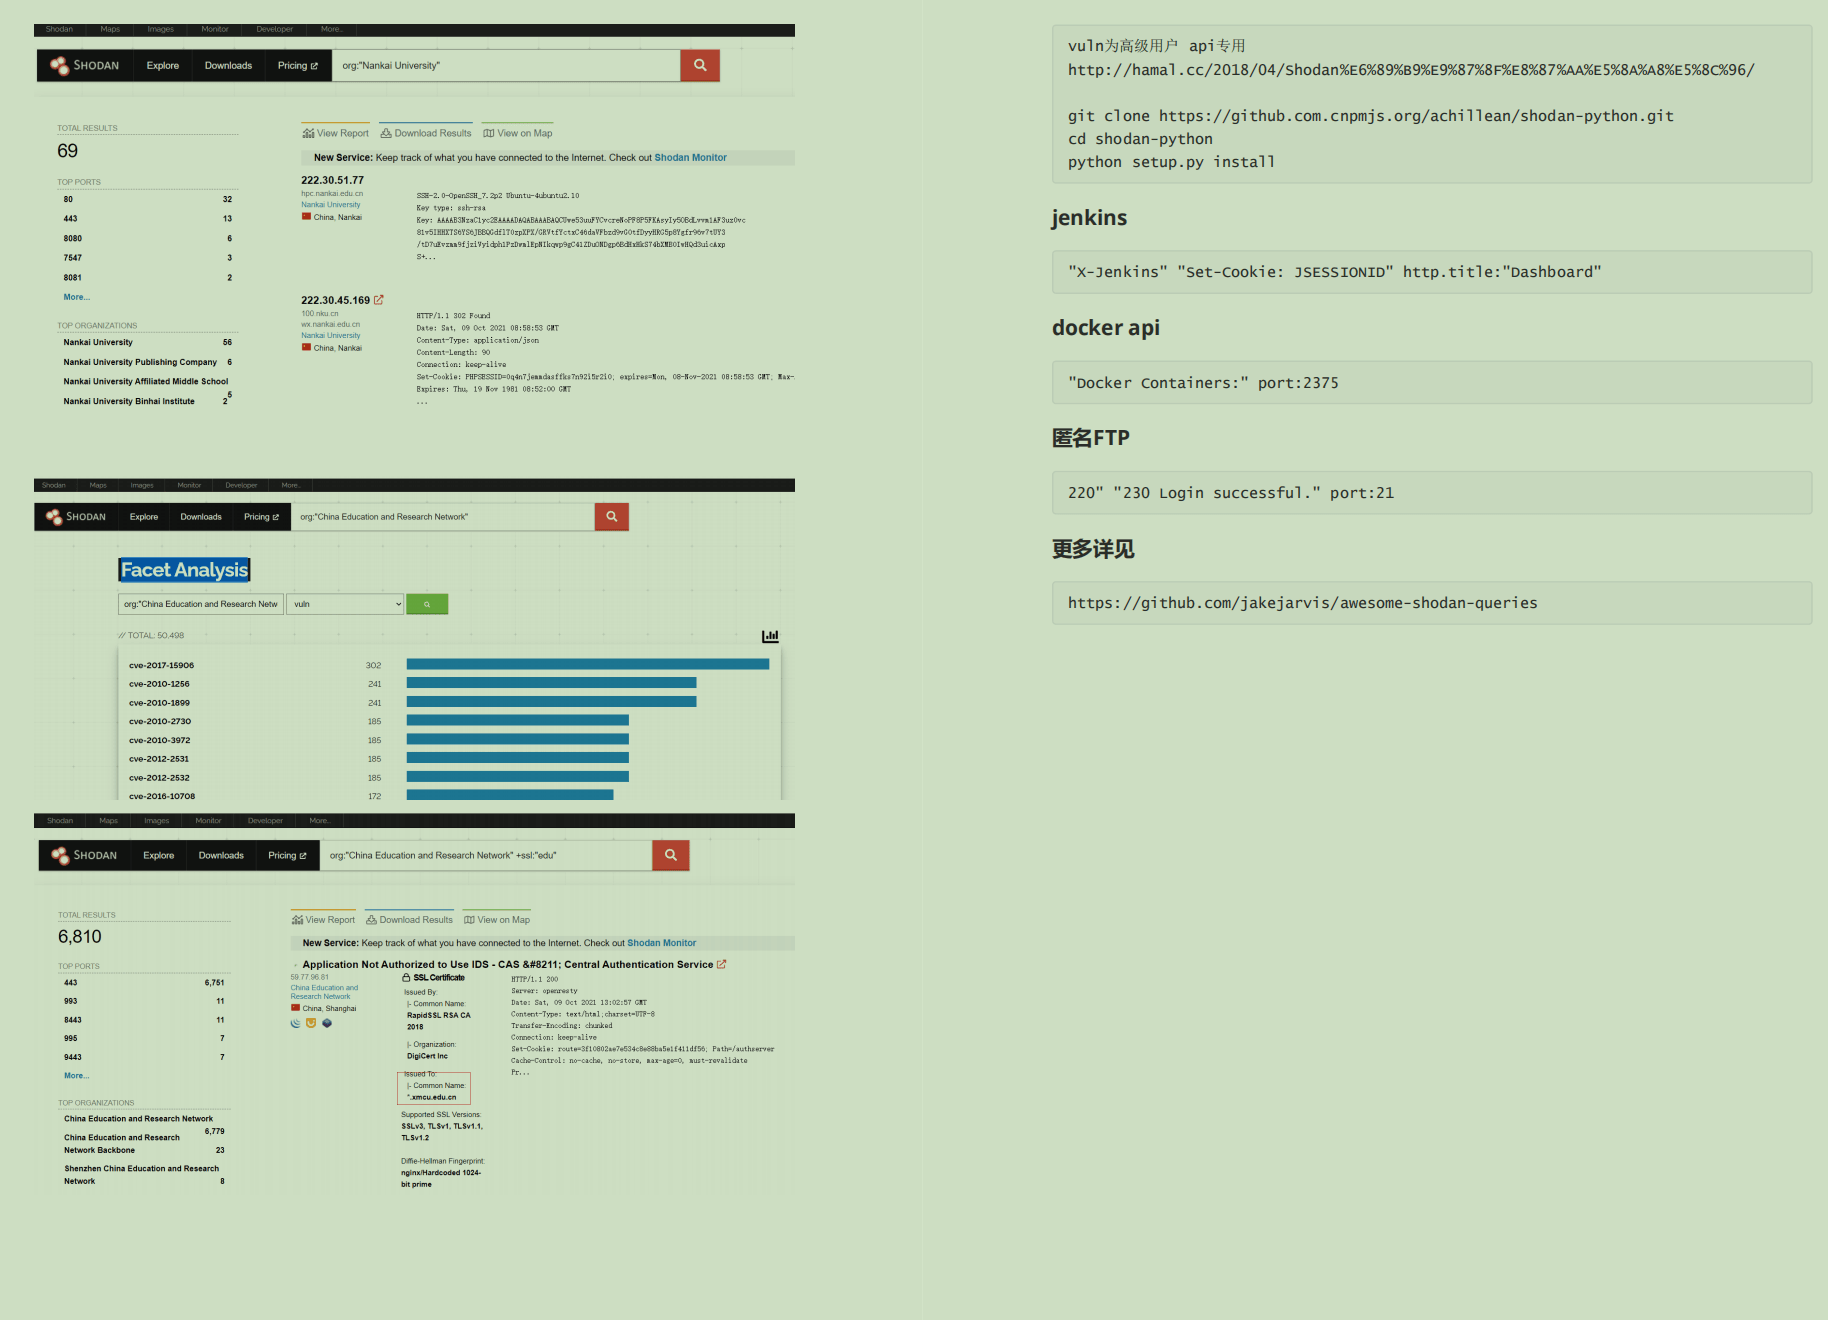 Shodan Maps Images Monitor Developer More...
SHODAN Explore Downloads Pricing org:"Nankai University"
TOTAL RESULTS
69
TOP PORTS
80 32
443 13
8080 6
7547 3
8081 2
More...
TOP ORGANIZATIONS
Nankai University 56
Nankai University Publishing Company 6
Nankai University Affiliated Middle School
5
Nankai University Binhai Institute 2
View Report Download Results View on Map
New Service: Keep track of what you have connected to the Internet. Check out Shodan Monitor
222.30.51.77
hpc.nankai.edu.cn
Nankai University
China, Nankai
SSH-2.0-OpenSSH_7.2p2 Ubuntu-4ubuntu2.10
Key type: ssh-rsa
S+...
222.30.45.169
100.nku.cn
wx.nankai.edu.cn
Nankai University
China, Nankai
HTTP/1.1 302 Found
Date: Sat, 09 Oct 2021 08:58:53 GMT
Content-Type: application/json
Content-Length: 90
Connection: keep-alive
Set-Cookie: expires=Mon, 08-Nov-2021 08:58:53 GMT; Max-
Expires: Thu, 19 Nov 1981 08:52:00 GMT
...
Shodan Maps Images Monitor Developer More...
SHODAN Explore Downloads Pricing org:"China Education and Research Network"
Facet Analysis
org:"China Education and Research Netw vuln
// TOTAL: 50,498
cve-2017-15906 302
cve-2010-1256 241
cve-2010-1899 241
cve-2010-2730 185
cve-2010-3972 185
cve-2012-2531 185
cve-2012-2532 185
cve-2016-10708 172
Shodan Maps Images Monitor Developer More...
SHODAN Explore Downloads Pricing org:"China Education and Research Network" +ssl:"edu"
TOTAL RESULTS
6,810
TOP PORTS
443 6,751
993 11
8443 11
995 7
9443 7
More...
TOP ORGANIZATIONS
China Education and Research Network
6,779
China Education and Research
Network Backbone 23
Shenzhen China Education and Research
Network 8
View Report Download Results View on Map
New Service: Keep track of what you have connected to the Internet. Check out Shodan Monitor
Application Not Authorized to Use IDS - CAS &#8211; Central Authentication Service
59.77.96.81
China Education and
Research Network
China, Shanghai
SSL Certificate
Issued By:
|- Common Name:
RapidSSL RSA CA
2018
|- Organization:
DigiCert Inc
Issued To:
|- Common Name:
*.xmcu.edu.cn
Supported SSL Versions:
SSLv3, TLSv1, TLSv1.1,
TLSv1.2
Diffie-Hellman Fingerprint:
nginx/Hardcoded 1024-
bit prime
HTTP/1.1 200
Server: openresty
Date: Sat, 09 Oct 2021 13:02:57 GMT
Content-Type: text/html;charset=UTF-8
Transfer-Encoding: chunked
Connection: keep-alive
Set-Cookie: route=3f10802ae7e534c8e88ba5e1f411df56; Path=/authserver
Cache-Control: no-cache, no-store, max-age=0, must-revalidate
Pr...
vuln为高级用户 api专用
http://hamal.cc/2018/04/Shodan%E6%89%B9%E9%87%8F%E8%87%AA%E5%8A%A8%E5%8C%96/
git clone https://github.com.cnpmjs.org/achillean/shodan-python.git
cd shodan-python
python setup.py install
jenkins
"X-Jenkins" "Set-Cookie: JSESSIONID" http.title:"Dashboard"
docker api
"Docker Containers:" port:2375
匿名FTP
220" "230 Login successful." port:21
更多详见
https://github.com/jakejarvis/awesome-shodan-queries